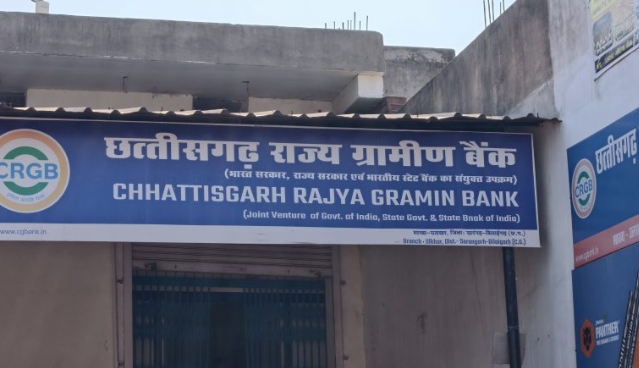 छत्तीसगढ़ राज्य ग्रामीण बैंक
(भारत सरकार, राज्य सरकार एवं भारतीय स्टेट बैंक का संयुक्त उपक्रम)
CHHATTISGARH RAJYA GRAMIN BANK
(Joint Venture of Govt. of India, State Govt. & State Bank of India)
CRGB
www.cgbank.in
छत्तीसगढ़
CRGB
PANTHER